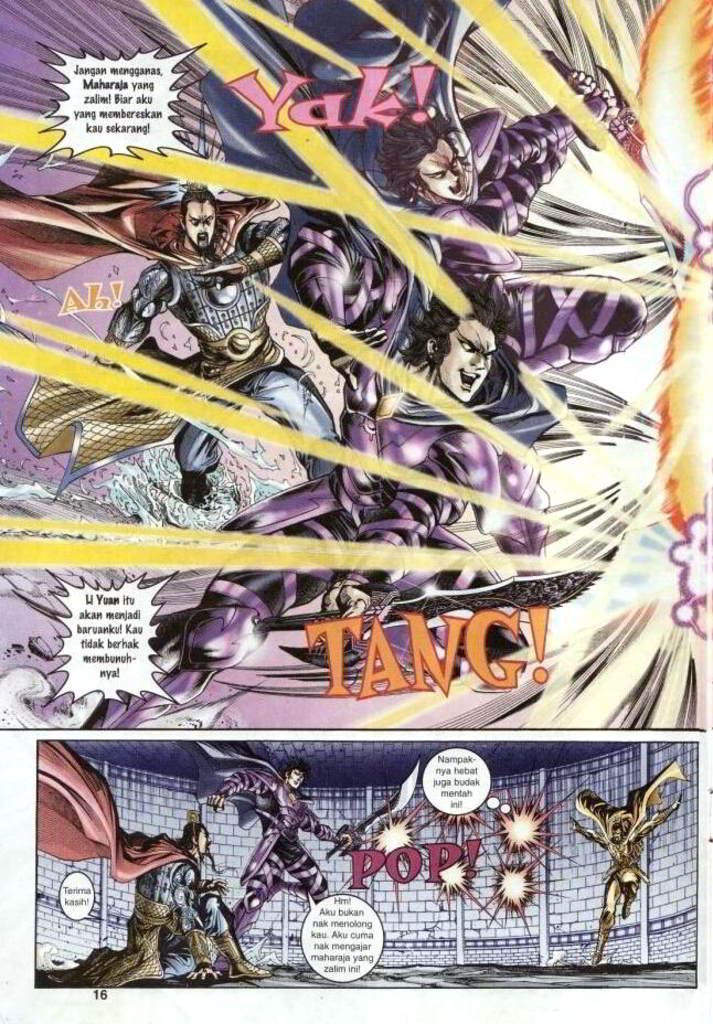 Jangan mengganas,
Maharaja yang
zalim! Biar aku
yang membereskan
kau sekarang!
Yak!
Ah!
Li Yuan itu
akan menjadi
baruanku! Kau
tidak berhak
membunuh-
nya!
TANG!
Nampak-
nya hebat
juga budak
mentah
ini!
POP!
Terima
kasih!
Hm!
Aku bukan
nak menolong
kau. Aku cuma
nak mengajar
maharaja yang
zalim ini!
16